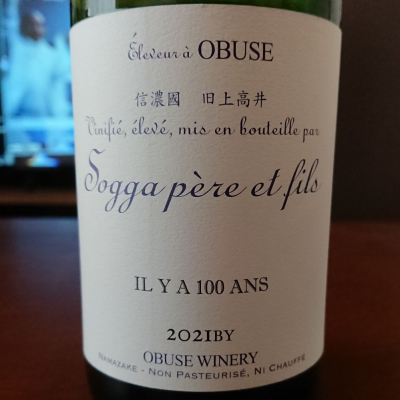 Éleveur à OBUSE
信濃國 旧上高井
Vinifié, élevé, mis en bouteille par
Sogga père et fils
IL Y A 100 ANS
2021BY
OBUSE WINERY
NAMAZAKE - NON PASTEURISÉ, NI CHAUFFÉ